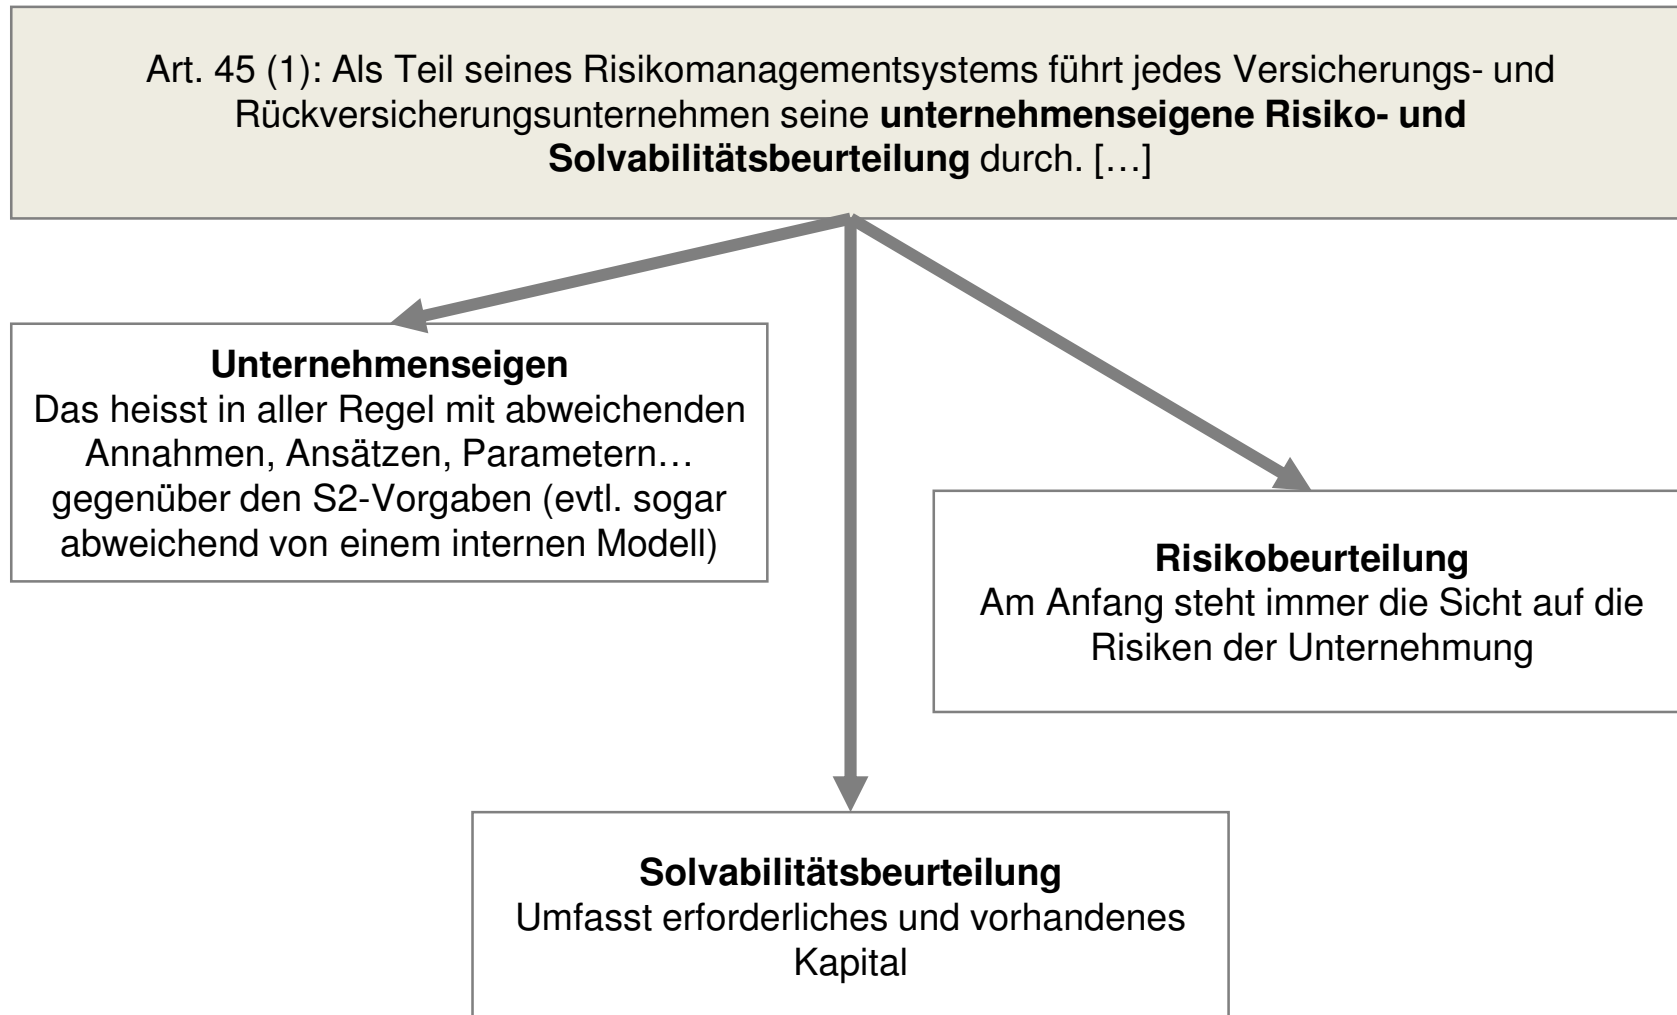 Art. 45 (1): Als Teil seines Risikomanagementsystems führt jedes Versicherungs- und
Rückversicherungsunternehmen seine unternehmenseigene Risiko- und
Solvabilitätsbeurteilung durch. […]
Unternehmenseigen
Das heisst in aller Regel mit abweichenden
Annahmen, Ansätzen, Parametern…
gegenüber den S2-Vorgaben (evtl. sogar
abweichend von einem internen Modell)
Risikobeurteilung
Am Anfang steht immer die Sicht auf die
Risiken der Unternehmung
Solvabilitätsbeurteilung
Umfasst erforderliches und vorhandenes
Kapital